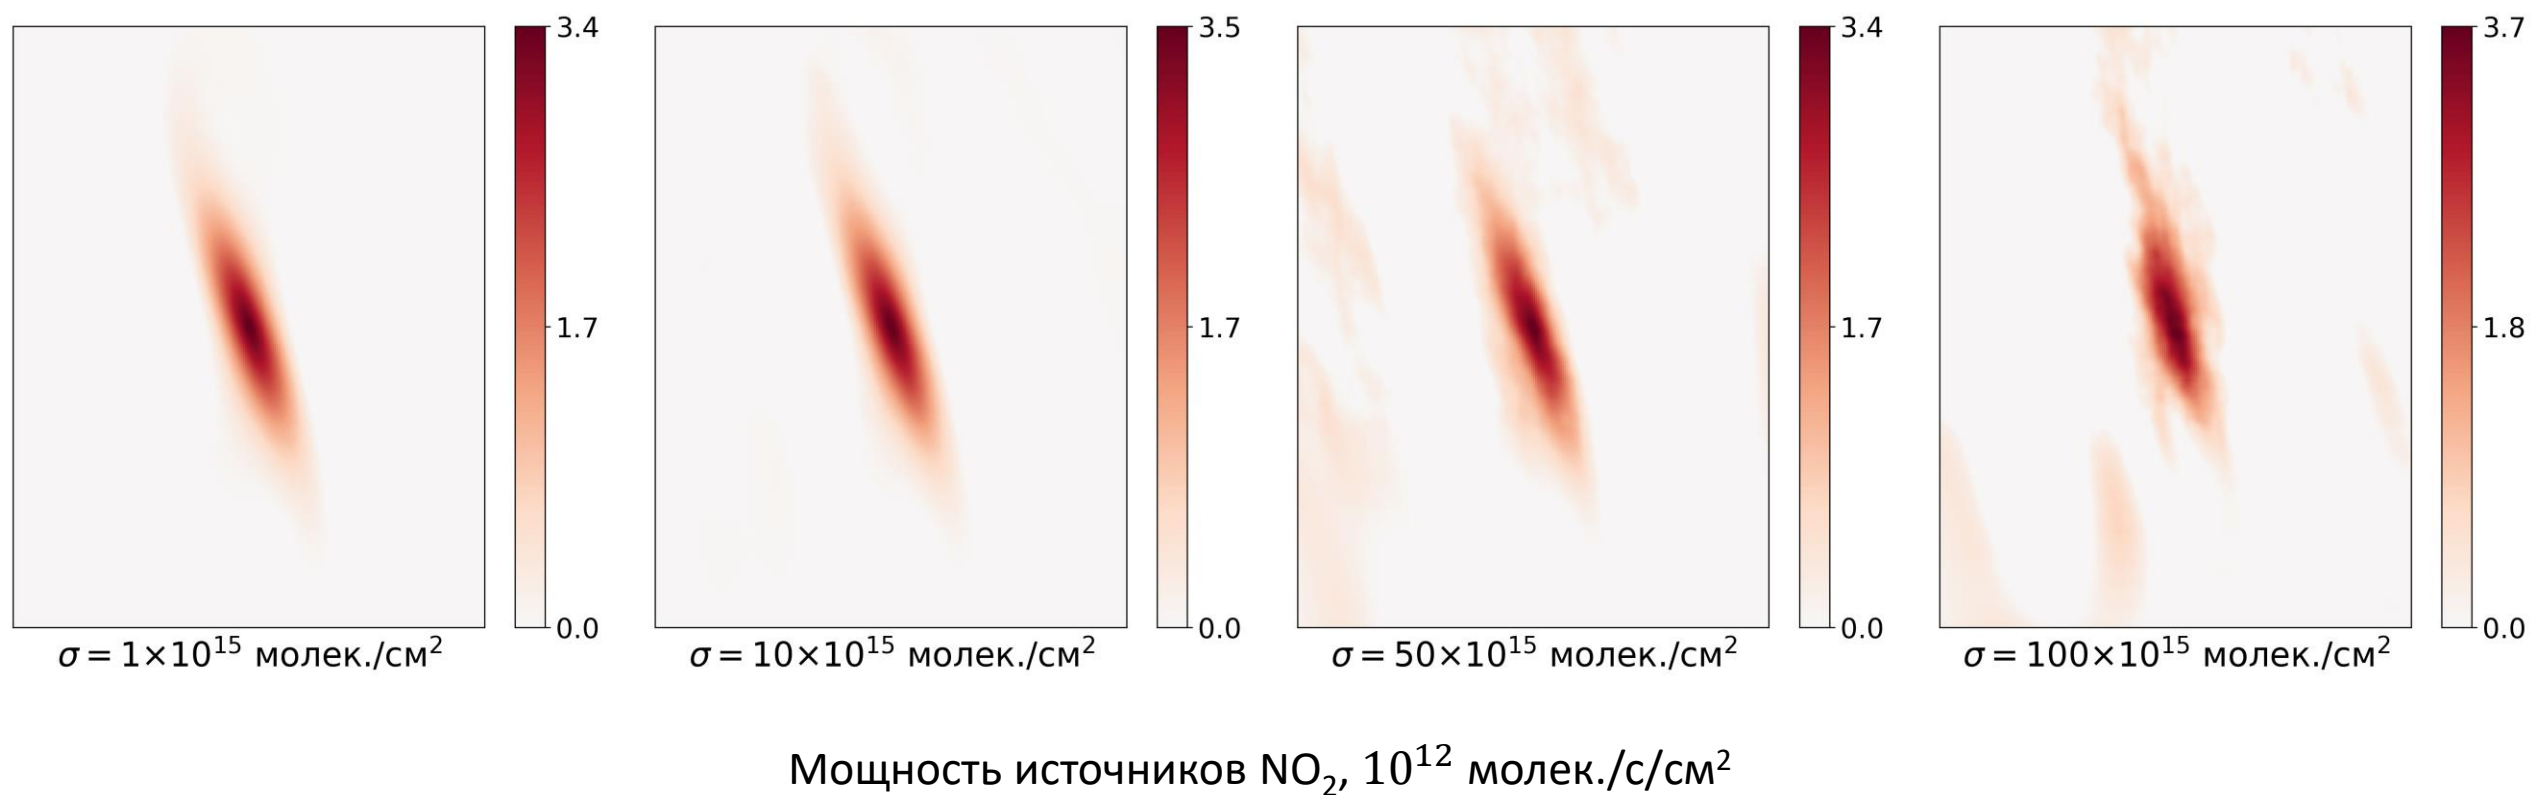 3.4
1.7
0.0
3.5
1.7
0.0
3.4
1.7
0.0
3.7
1.8
0.0
σ = 1×10¹⁵ молек./см²
σ = 10×10¹⁵ молек./см²
σ = 50×10¹⁵ молек./см²
σ = 100×10¹⁵ молек./см²
Мощность источников NO₂, 10¹² молек./с/см²